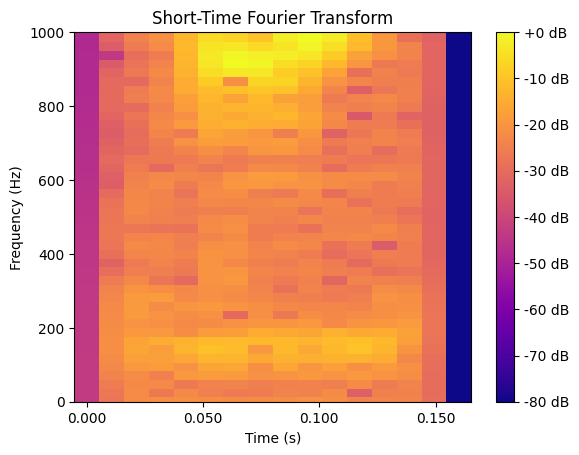 Short-Time Fourier Transform
1000
800
600
400
200
0
Frequency (Hz)
0.000
0.050
0.100
0.150
Time (s)
+0 dB
-10 dB
-20 dB
-30 dB
-40 dB
-50 dB
-60 dB
-70 dB
-80 dB